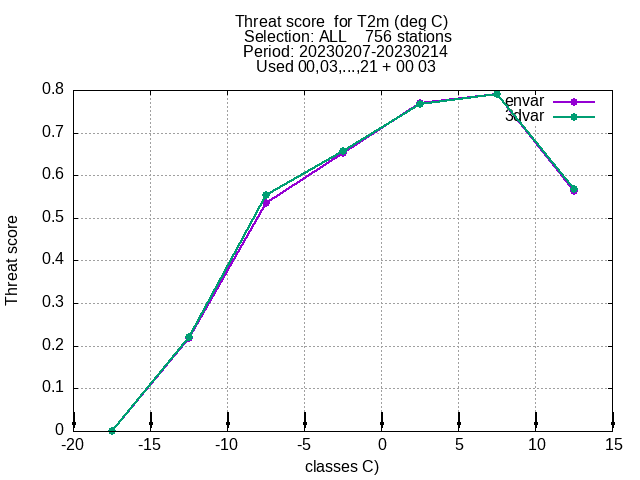 Threat score  for T2m (deg C)
Selection: ALL    756 stations
Period: 20230207-20230214
Used 00,03,...,21 + 00 03
envar
3dvar
Threat score
0.8
0.7
0.6
0.5
0.4
0.3
0.2
0.1
0
-20 -15 -10 -5 0 5 10 15
classes C)